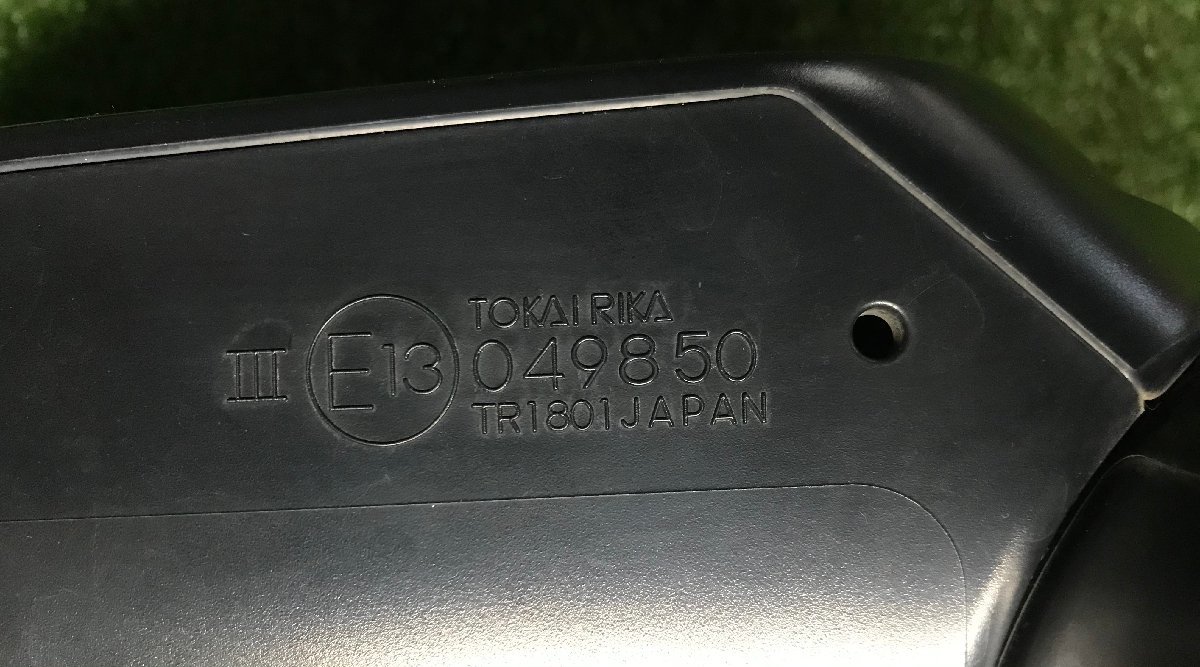 TOKAI RIKA
III E13 049850
TR1801 JAPAN